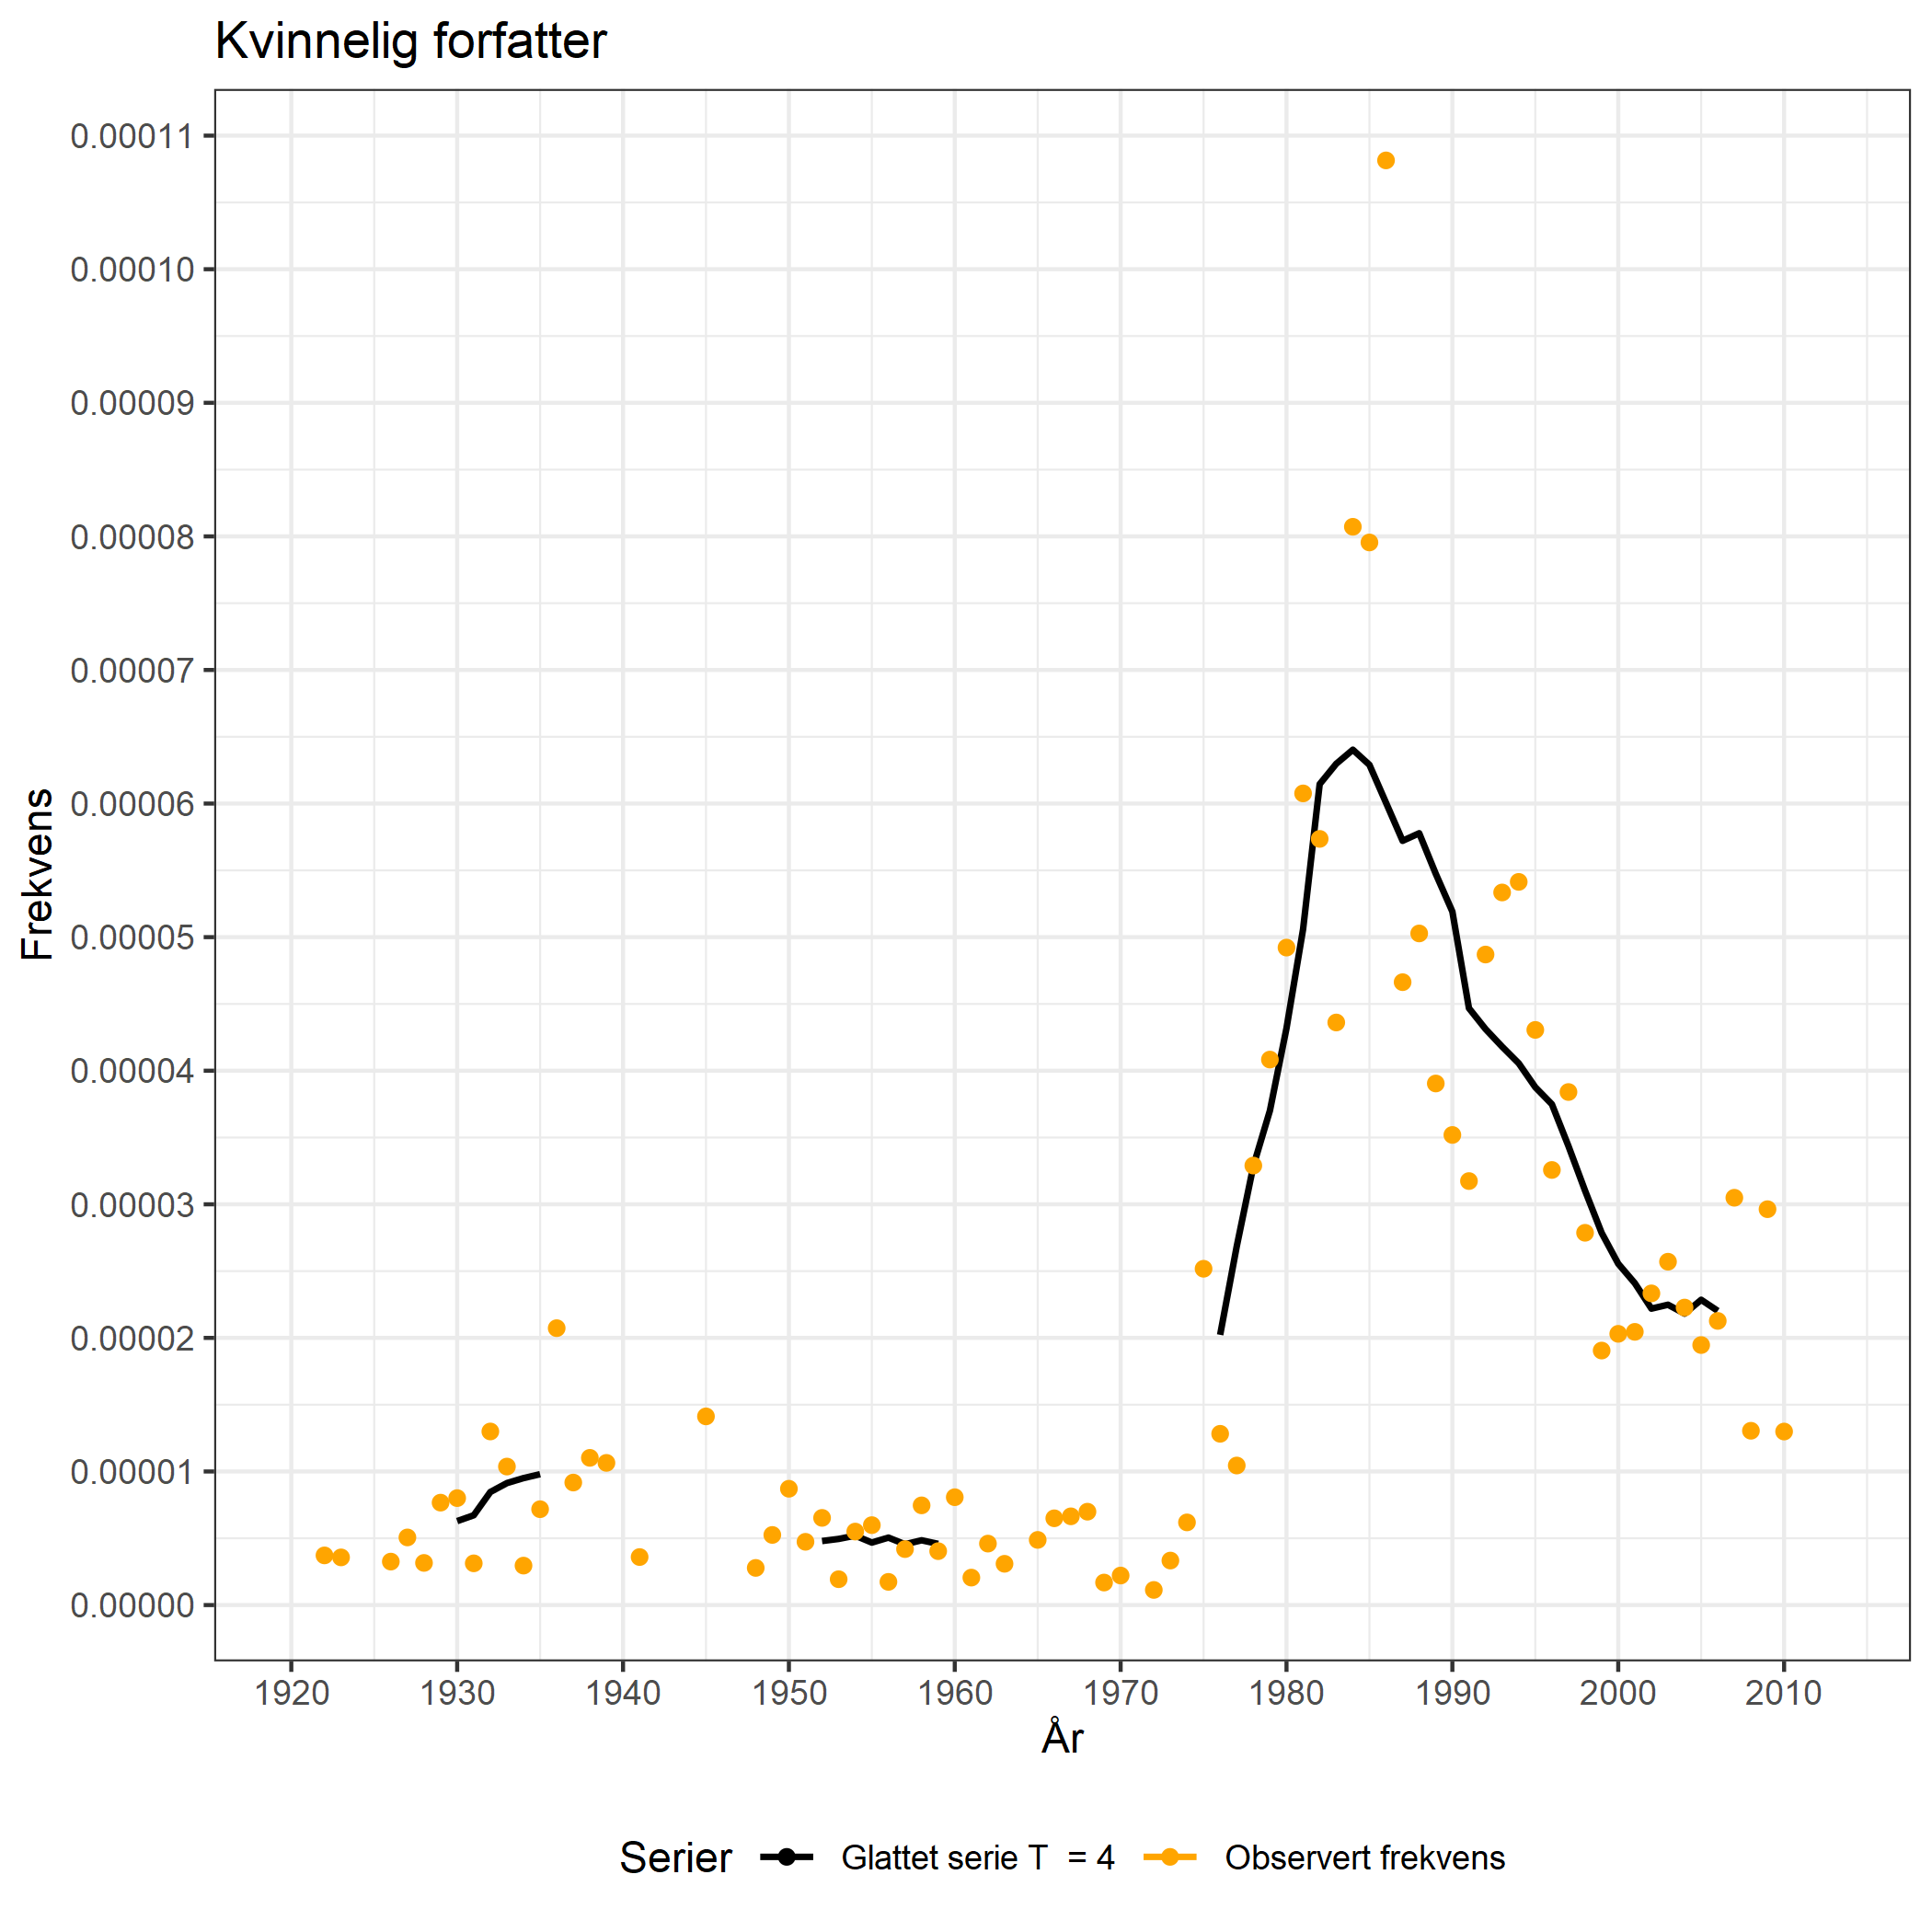 Kvinnelig forfatter
0.00011
0.00010
0.00009
0.00008
0.00007
0.00006
0.00005
0.00004
0.00003
0.00002
0.00001
0.00000
Frekvens
1920 1930 1940 1950 1960 1970 1980 1990 2000 2010
År
Serier Glattet serie T = 4 Observert frekvens